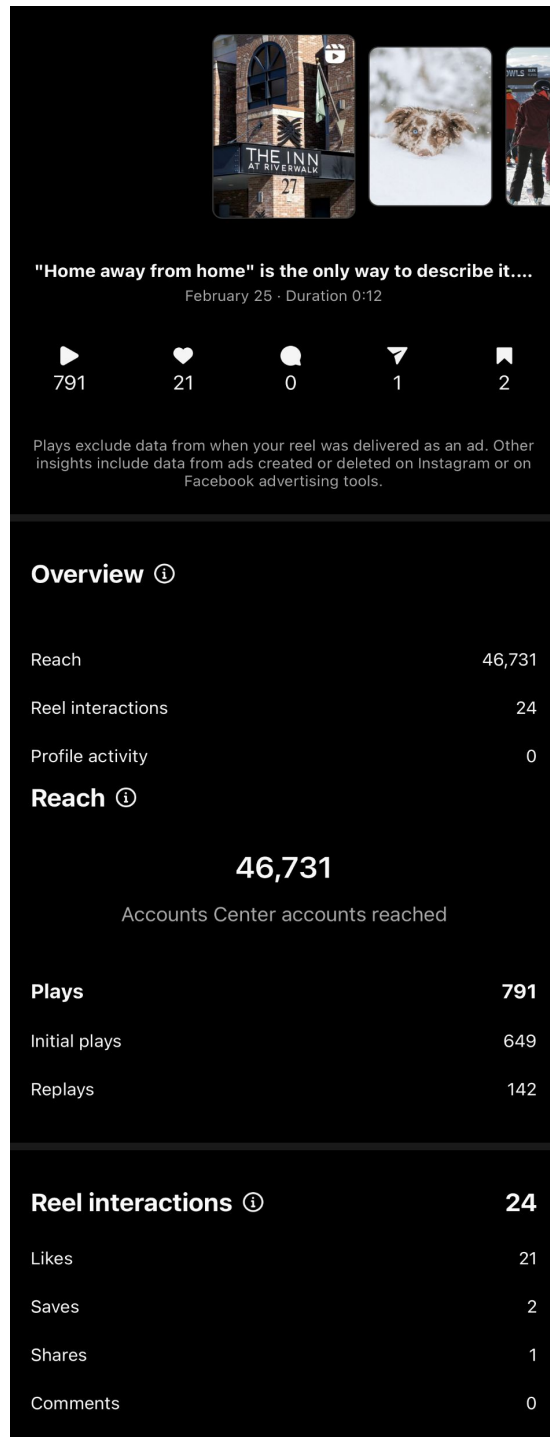 THE INN
AT RIVERWALK
27
"Home away from home" is the only way to describe it....
February 25 · Duration 0:12
791
21
0
1
2
Plays exclude data from when your reel was delivered as an ad. Other
insights include data from ads created or deleted on Instagram or on
Facebook advertising tools.
Overview
Reach 46,731
Reel interactions 24
Profile activity 0
Reach
46,731
Accounts Center accounts reached
Plays 791
Initial plays 649
Replays 142
Reel interactions 24
Likes 21
Saves 2
Shares 1
Comments 0